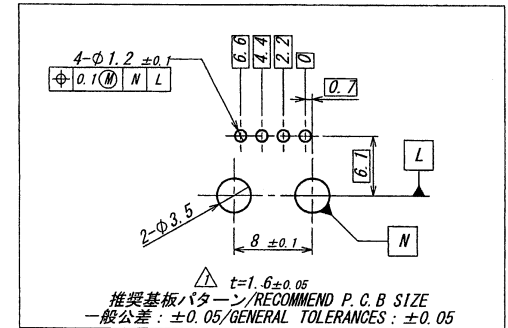 6.6 4.4 2.2 0
4-Φ1.2 ±0.1
⌖ 0.1Ⓜ N L
0.7
6.1
L
2-Φ3.5
8 ±0.1
N
1 t=1.6±0.05
推奨基板パターン/RECOMMEND P.C.B SIZE
一般公差：±0.05/GENERAL TOLERANCES：±0.05